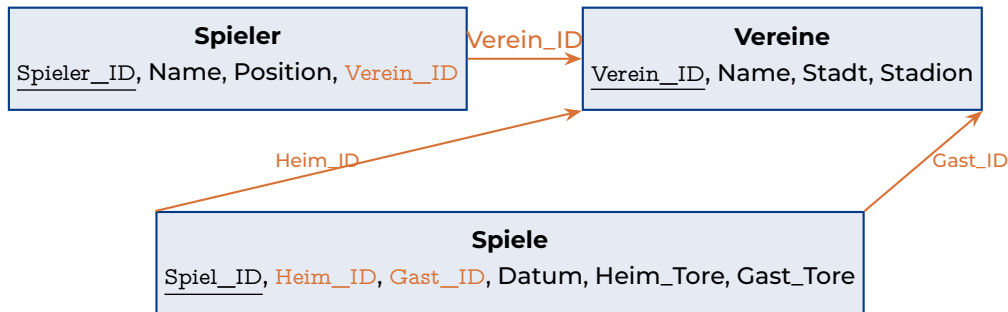 Spieler
Spieler_ID, Name, Position, Verein_ID
Verein_ID
Vereine
Verein_ID, Name, Stadt, Stadion
Heim_ID
Gast_ID
Spiele
Spiel_ID, Heim_ID, Gast_ID, Datum, Heim_Tore, Gast_Tore